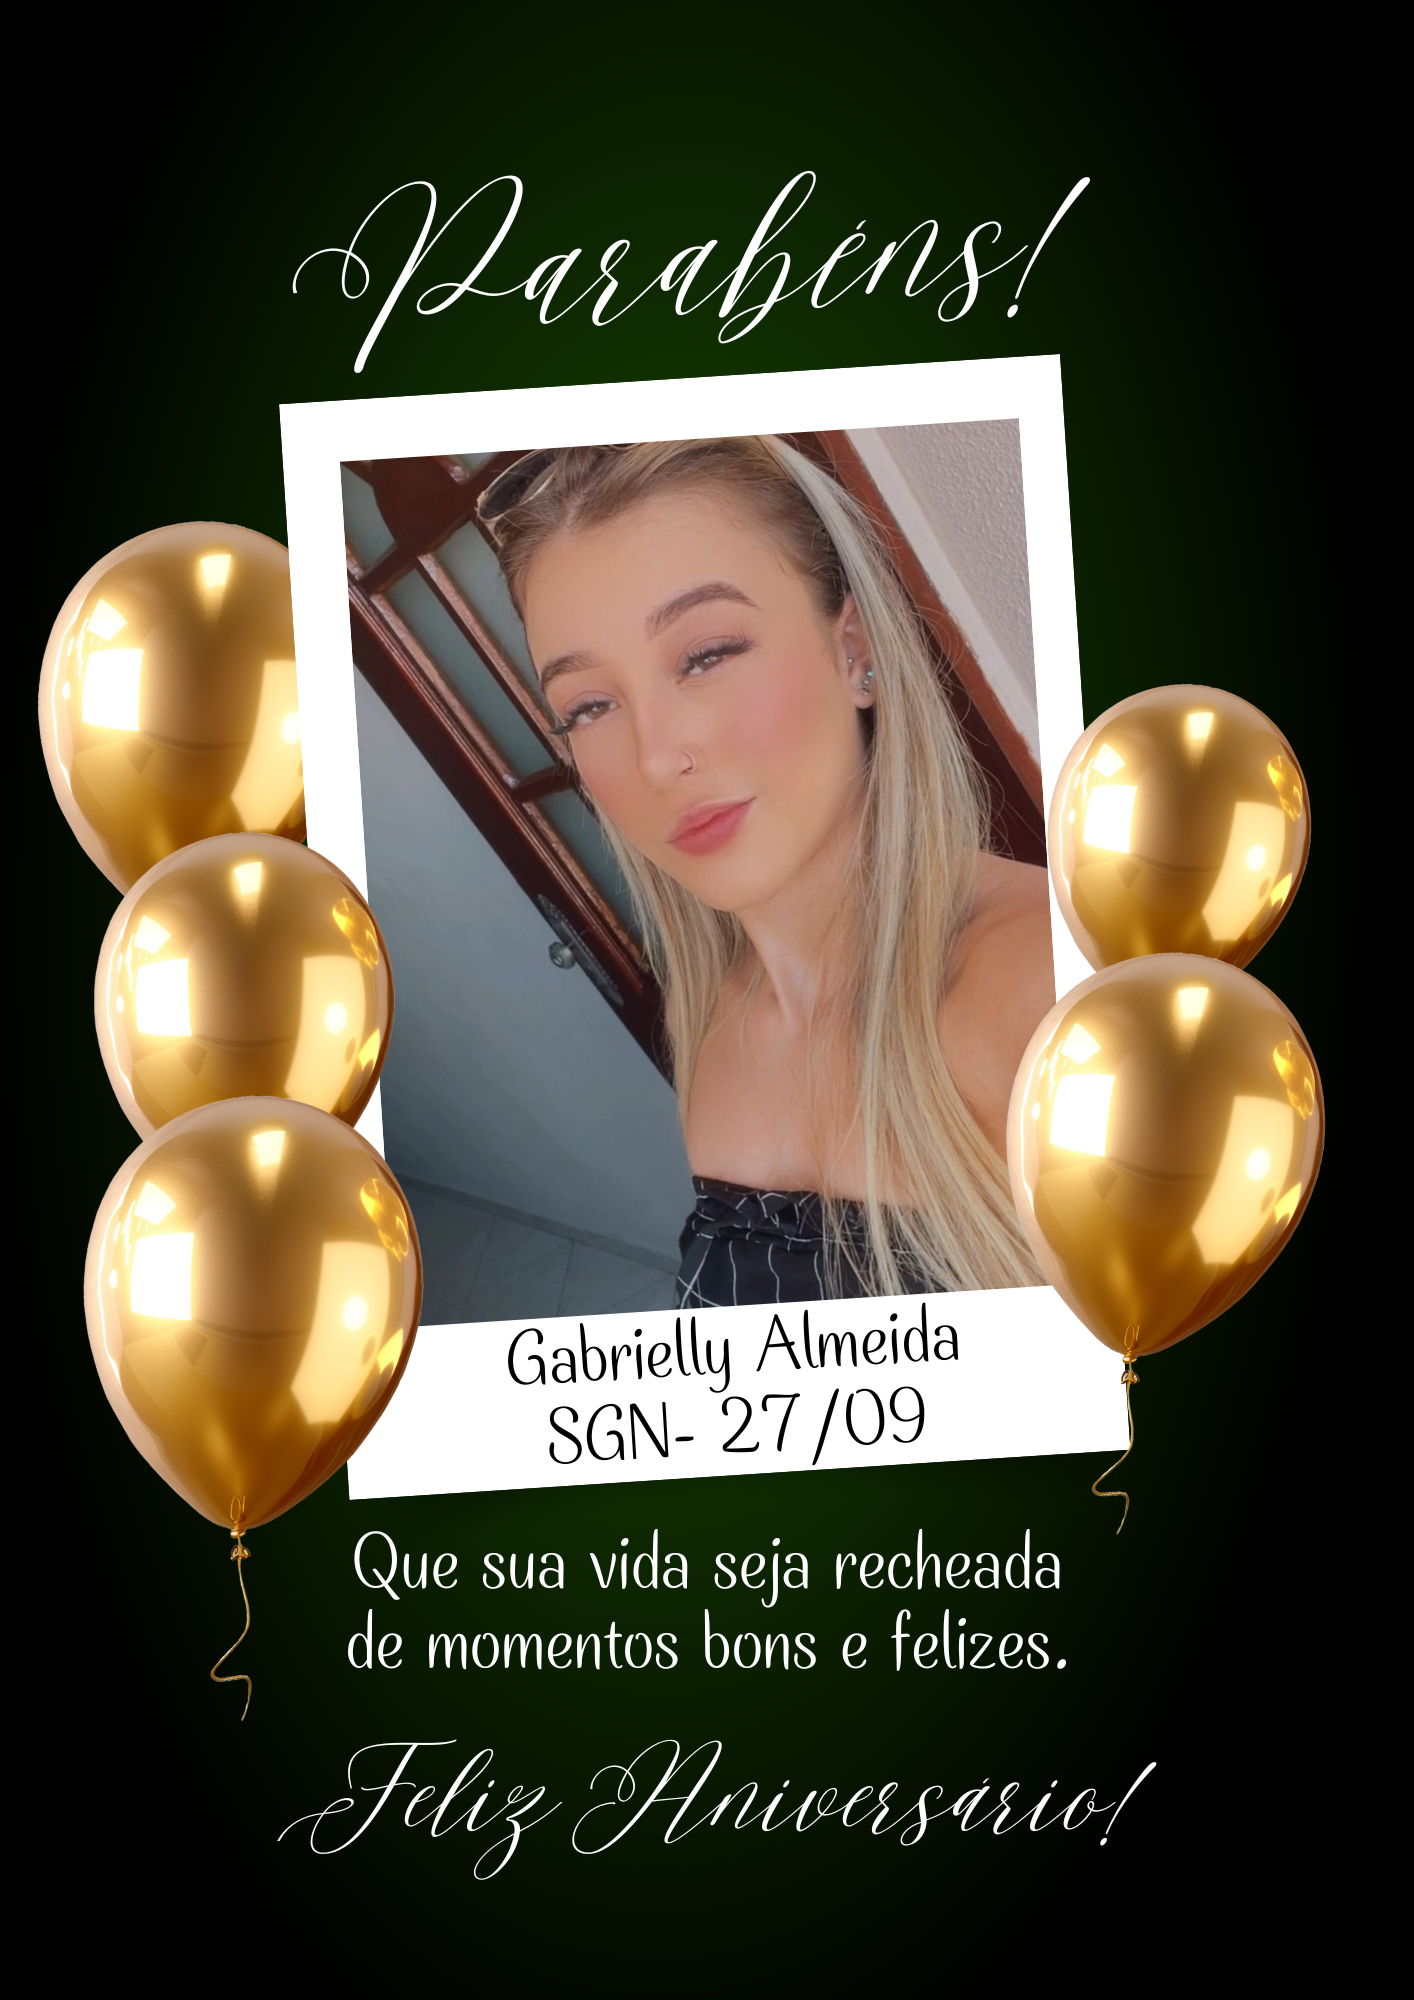 Parabéns!
Gabrielly Almeida
SGN- 27/09
Que sua vida seja recheada
de momentos bons e felizes.
Feliz Aniversário!